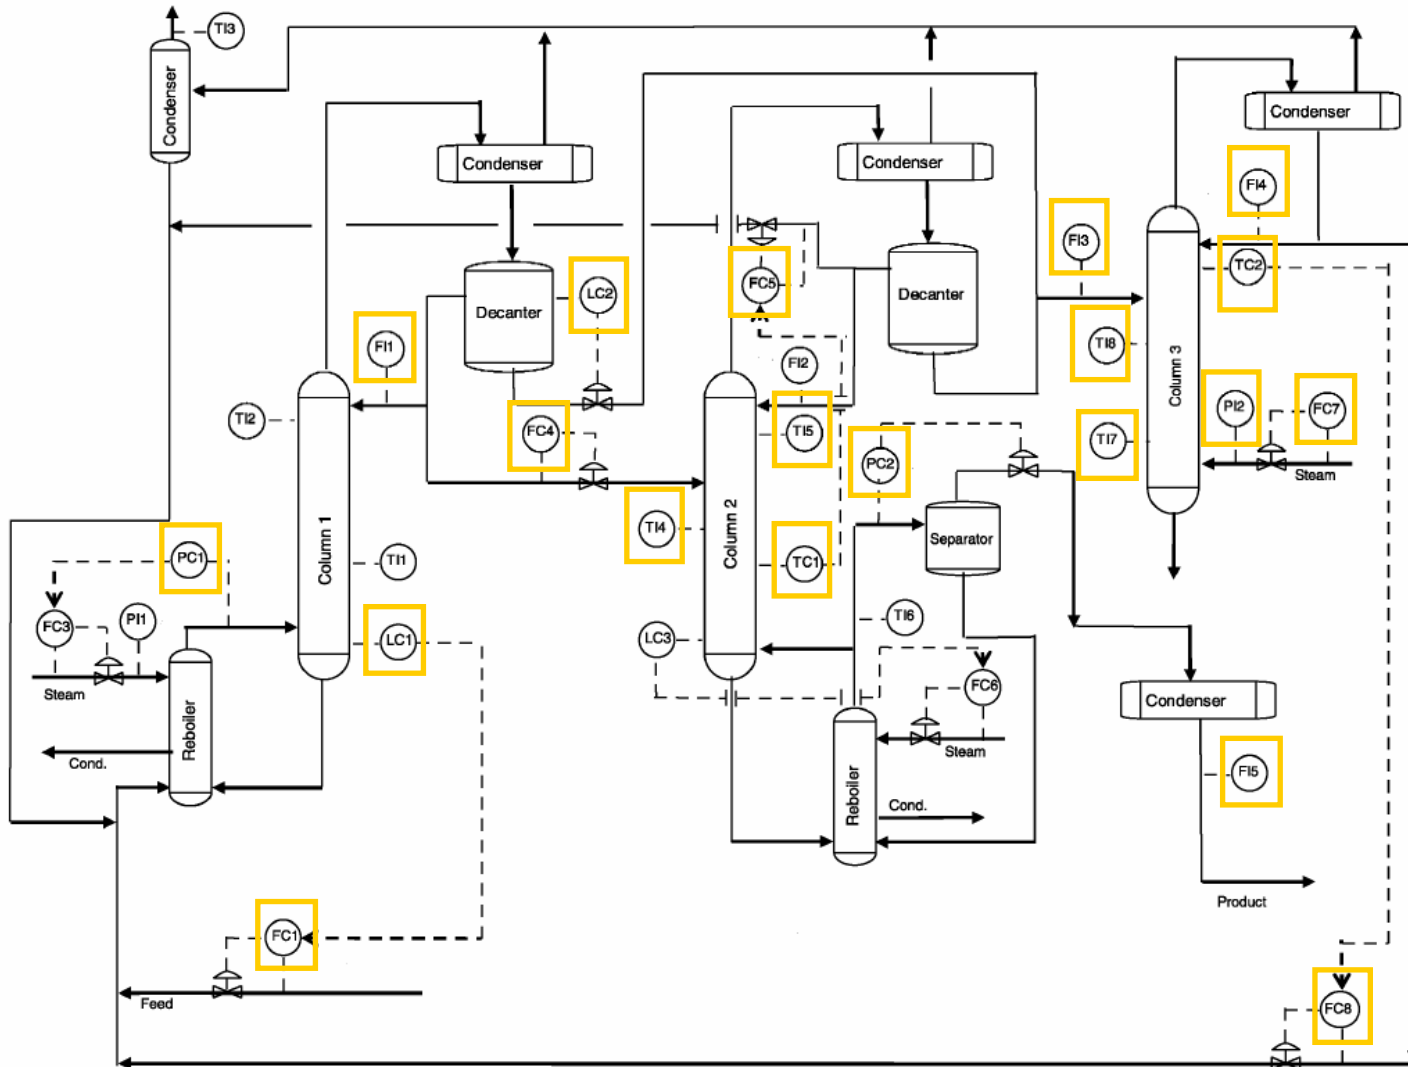 TI3
Condenser
Condenser
Condenser
Condenser
FI4
FI3
TC2
FC5
LC2
Decanter
Decanter
FI1
FI2
TI8
Column 3
TI2
FC4
TI5
PI2
FC7
PC2
TI7
Steam
TI4
Column 2
Separator
Column 1
PC1
TI1
TC1
FC3
PI1
LC1
LC3
TI6
Steam
FC6
Condenser
Reboiler
Cond.
Steam
FI5
Reboiler
Cond.
Product
FC1
Feed
FC8